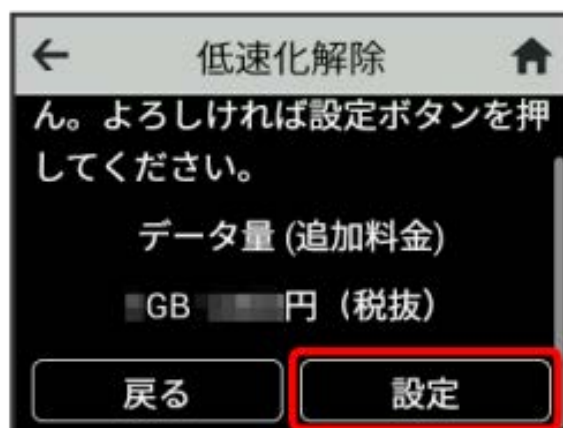 低速化解除
ん。よろしければ設定ボタンを押
してください。
データ量 (追加料金)
GB 円（税抜）
戻る 設定